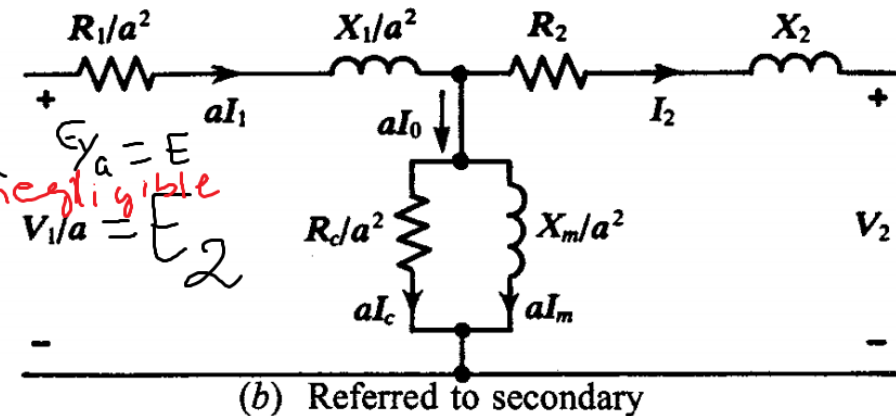 R₁/a² X₁/a² R₂ X₂
+ aI₁ aI₀ I₂ +
E/a = E
negligible
V₁/a = E₂ R꜀/a² Xₘ/a² V₂
aI꜀ aIₘ
− −
(b) Referred to secondary